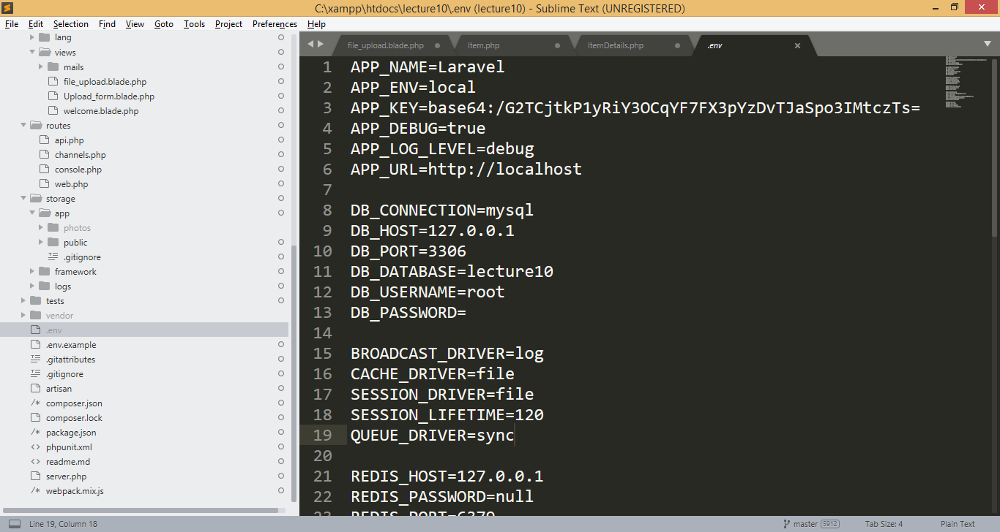 C:\xampp\htdocs\lecture10\.env (lecture10) - Sublime Text (UNREGISTERED)
File Edit Selection Find View Goto Tools Project Preferences Help
lang
views
mails
file_upload.blade.php
Upload_form.blade.php
welcome.blade.php
routes
api.php
channels.php
console.php
web.php
storage
app
photos
public
.gitignore
framework
logs
tests
vendor
.env
.env.example
.gitattributes
.gitignore
artisan
composer.json
composer.lock
package.json
phpunit.xml
readme.md
server.php
webpack.mix.js
file_upload.blade.php Item.php ItemDetails.php .env
1 APP_NAME=Laravel
2 APP_ENV=local
3 APP_KEY=base64:/G2TCjtkP1yRiY3OCqYF7FX3pYzDvTJaSpo3IMtczTs=
4 APP_DEBUG=true
5 APP_LOG_LEVEL=debug
6 APP_URL=http://localhost
7
8 DB_CONNECTION=mysql
9 DB_HOST=127.0.0.1
10 DB_PORT=3306
11 DB_DATABASE=lecture10
12 DB_USERNAME=root
13 DB_PASSWORD=
14
15 BROADCAST_DRIVER=log
16 CACHE_DRIVER=file
17 SESSION_DRIVER=file
18 SESSION_LIFETIME=120
19 QUEUE_DRIVER=sync
20
21 REDIS_HOST=127.0.0.1
22 REDIS_PASSWORD=null
23 REDIS_PORT=6379
Line 19, Column 18 master 5912 Tab Size: 4 Plain Text